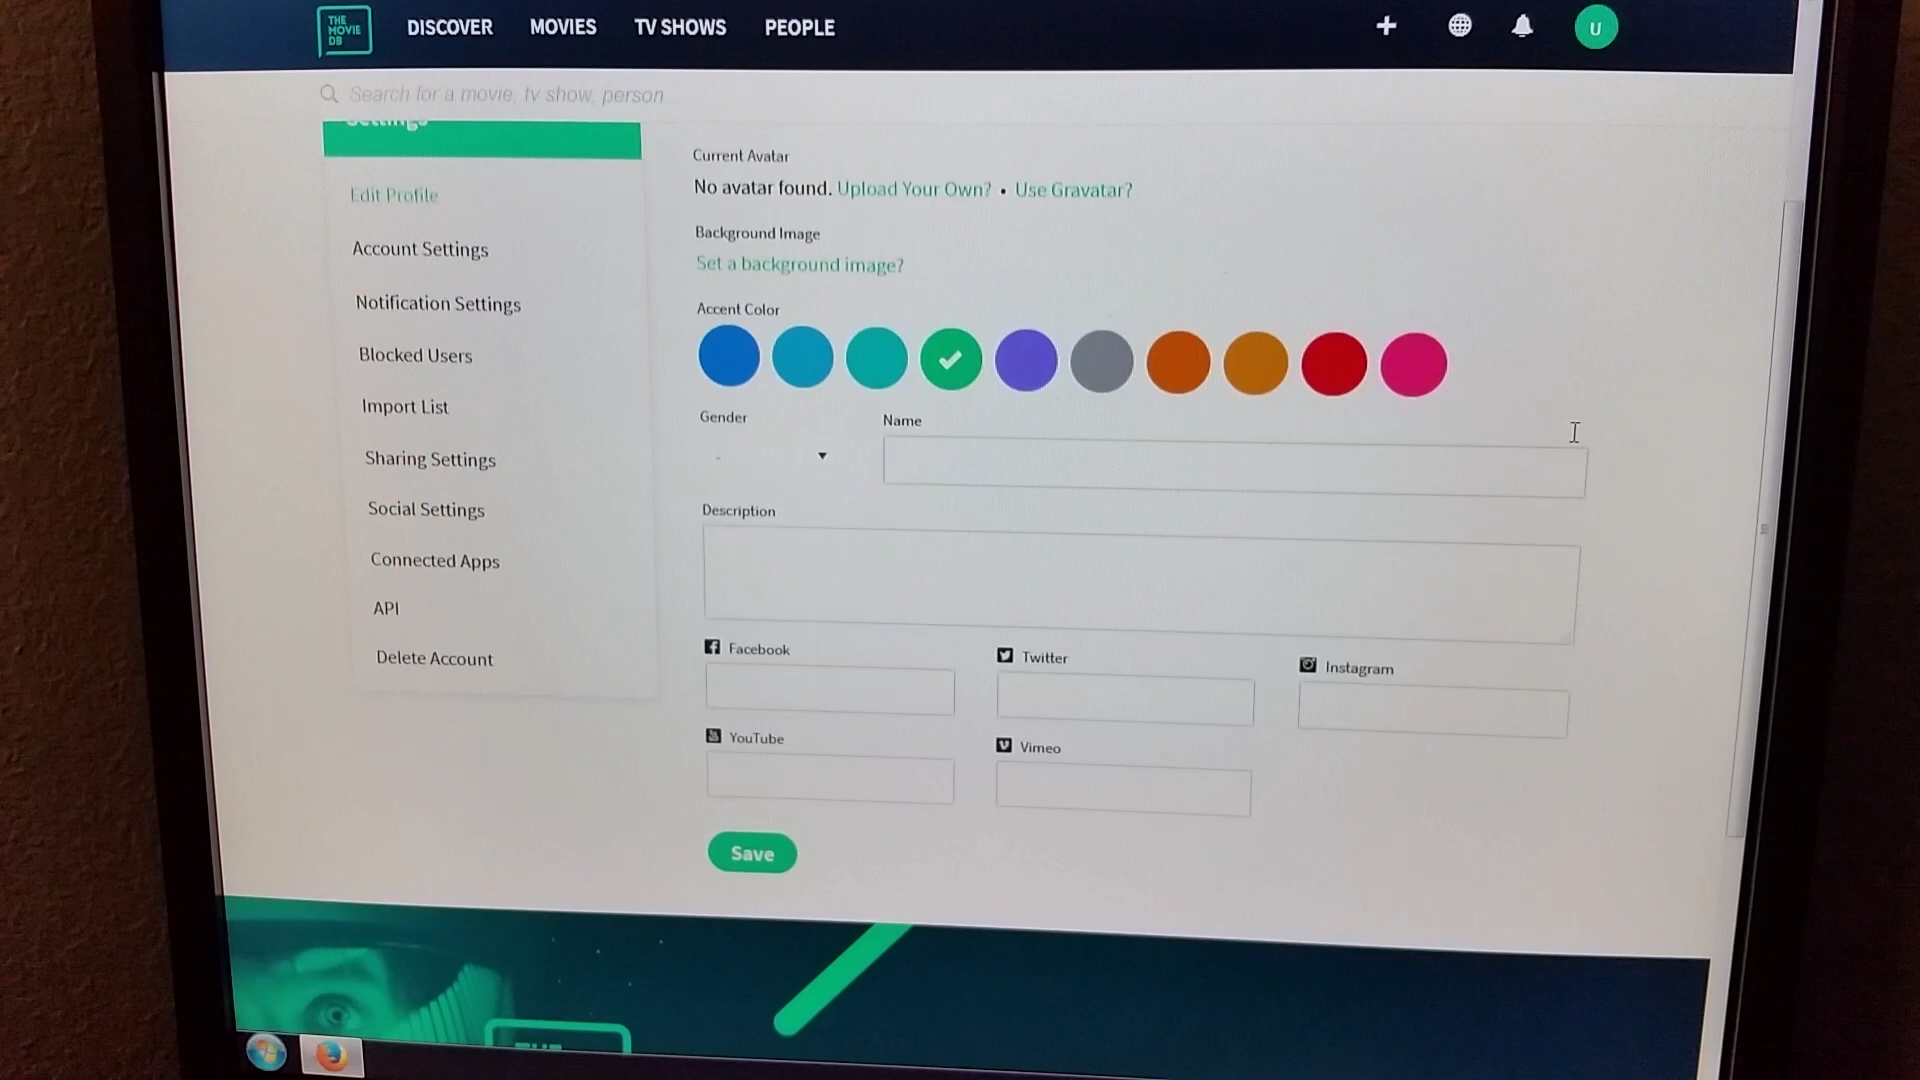 THE
MOVIE
DB
DISCOVER MOVIES TV SHOWS PEOPLE
U
Search for a movie, tv show, person...
Settings
Edit Profile
Account Settings
Notification Settings
Blocked Users
Import List
Sharing Settings
Social Settings
Connected Apps
API
Delete Account
Current Avatar
No avatar found. Upload Your Own? • Use Gravatar?
Background Image
Set a background image?
Accent Color
Gender
Name
-
Description
Facebook
Twitter
Instagram
YouTube
Vimeo
Save